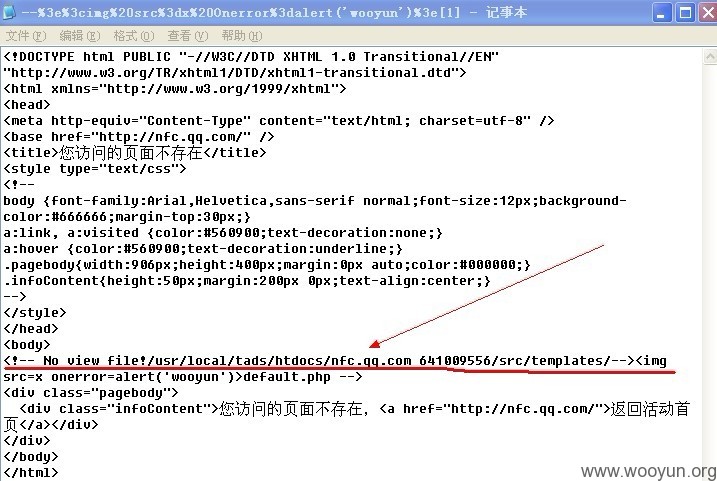 --%3e%3cimg%20src%3dx%20Onerror%3dalert('wooyun')%3e[1] - 记事本
文件(F) 编辑(E) 格式(O) 查看(V) 帮助(H)
<!DOCTYPE html PUBLIC "-//W3C//DTD XHTML 1.0 Transitional//EN"
"http://www.w3.org/TR/xhtml1/DTD/xhtml1-transitional.dtd">
<html xmlns="http://www.w3.org/1999/xhtml">
<head>
<meta http-equiv="Content-Type" content="text/html; charset=utf-8" />
<base href="http://nfc.qq.com/" />
<title>您访问的页面不存在</title>
<style type="text/css">
<!--
body {font-family:Arial,Helvetica,sans-serif normal;font-size:12px;background-
color:#666666;margin-top:30px;}
a:link, a:visited {color:#560900;text-decoration:none;}
a:hover {color:#560900;text-decoration:underline;}
.pagebody{width:906px;height:400px;margin:0px auto;color:#000000;}
.infoContent{height:50px;margin:200px 0px;text-align:center;}
-->
</style>
</head>
<body>
<!-- No view file!/usr/local/tads/htdocs/nfc.qq.com 641009556/src/templates/--><img
src=x onerror=alert('wooyun')>default.php -->
<div class="pagebody">
  <div class="infoContent">您访问的页面不存在, <a href="http://nfc.qq.com/">返回活动首
页</a></div>
</div>
</body>
</html>
www.wooyun.org